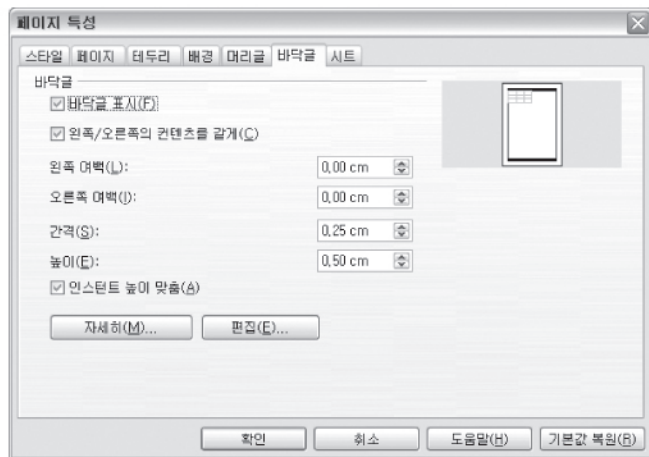 페이지 특성
스타일 페이지 테두리 배경 머리글 바닥글 시트
바닥글
바닥글 표시(F)
왼쪽/오른쪽의 컨텐츠를 같게(C)
왼쪽 여백(L): 0,00 cm
오른쪽 여백(I): 0,00 cm
간격(S): 0,25 cm
높이(E): 0,50 cm
인스턴트 높이 맞춤(A)
자세히(M)... 편집(E)...
확인 취소 도움말(H) 기본값 복원(R)